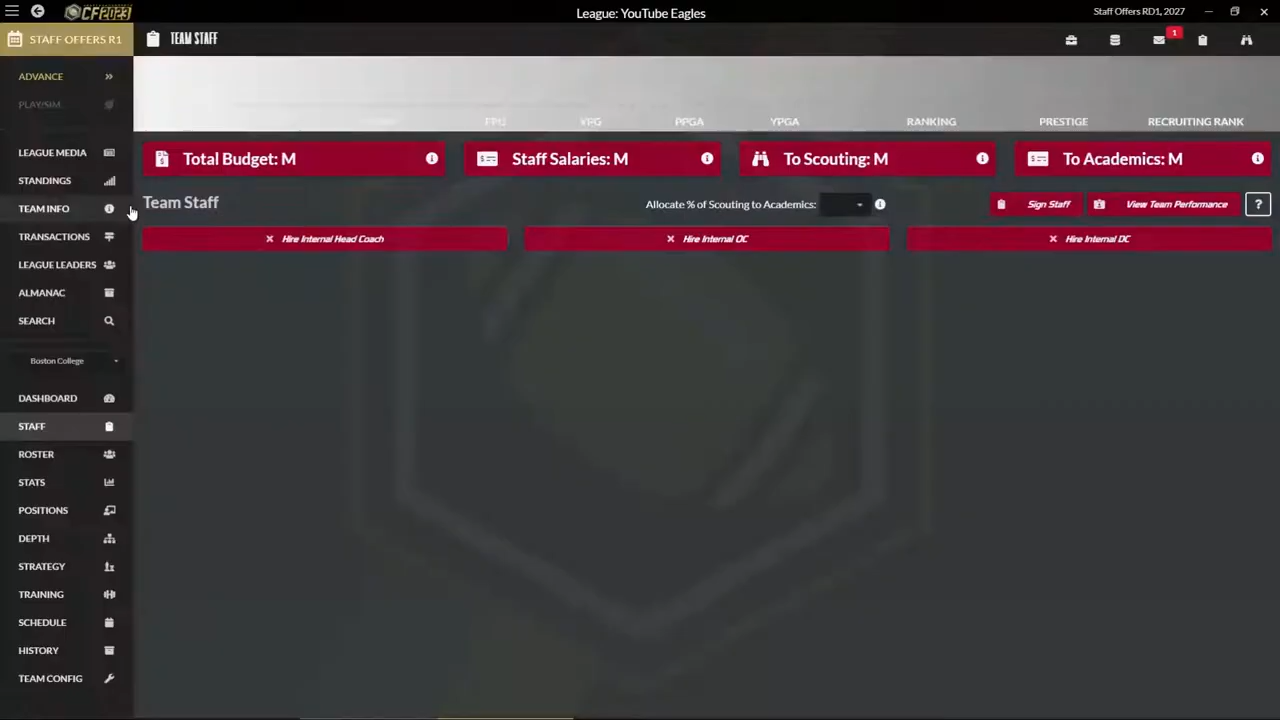 CF2023
League: YouTube Eagles
Staff Offers RD1, 2027
STAFF OFFERS R1
TEAM STAFF
1
ADVANCE
PLAY/SIM
PPG YPG PPGA YPGA RANKING PRESTIGE RECRUITING RANK
Total Budget: M
Staff Salaries: M
To Scouting: M
To Academics: M
Team Staff
Allocate % of Scouting to Academics:
Sign Staff
View Team Performance
?
Hire Internal Head Coach
Hire Internal OC
Hire Internal DC
LEAGUE MEDIA
STANDINGS
TEAM INFO
TRANSACTIONS
LEAGUE LEADERS
ALMANAC
SEARCH
Boston College
DASHBOARD
STAFF
ROSTER
STATS
POSITIONS
DEPTH
STRATEGY
TRAINING
SCHEDULE
HISTORY
TEAM CONFIG